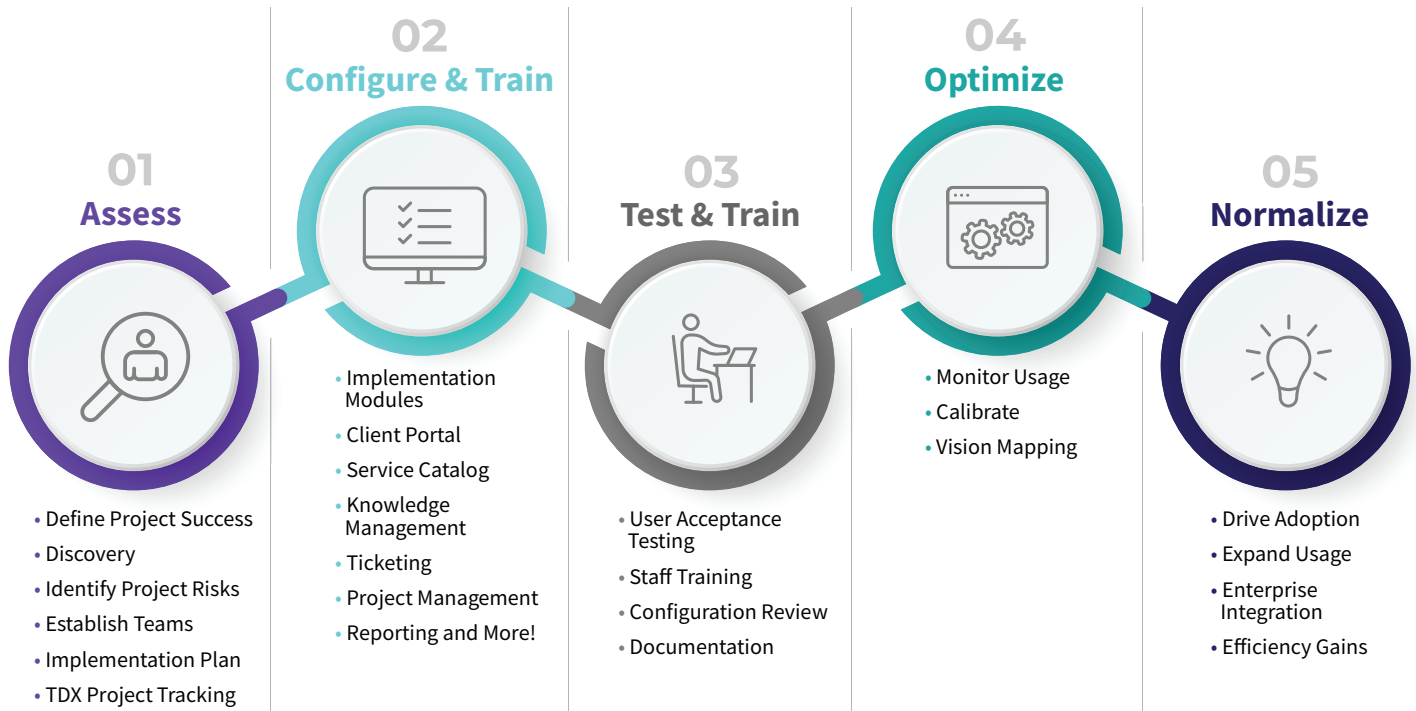 01
Assess
• Define Project Success
• Discovery
• Identify Project Risks
• Establish Teams
• Implementation Plan
• TDX Project Tracking
02
Configure & Train
• Implementation
Modules
• Client Portal
• Service Catalog
• Knowledge
Management
• Ticketing
• Project Management
• Reporting and More!
03
Test & Train
• User Acceptance
Testing
• Staff Training
• Configuration Review
• Documentation
04
Optimize
• Monitor Usage
• Calibrate
• Vision Mapping
05
Normalize
• Drive Adoption
• Expand Usage
• Enterprise
Integration
• Efficiency Gains